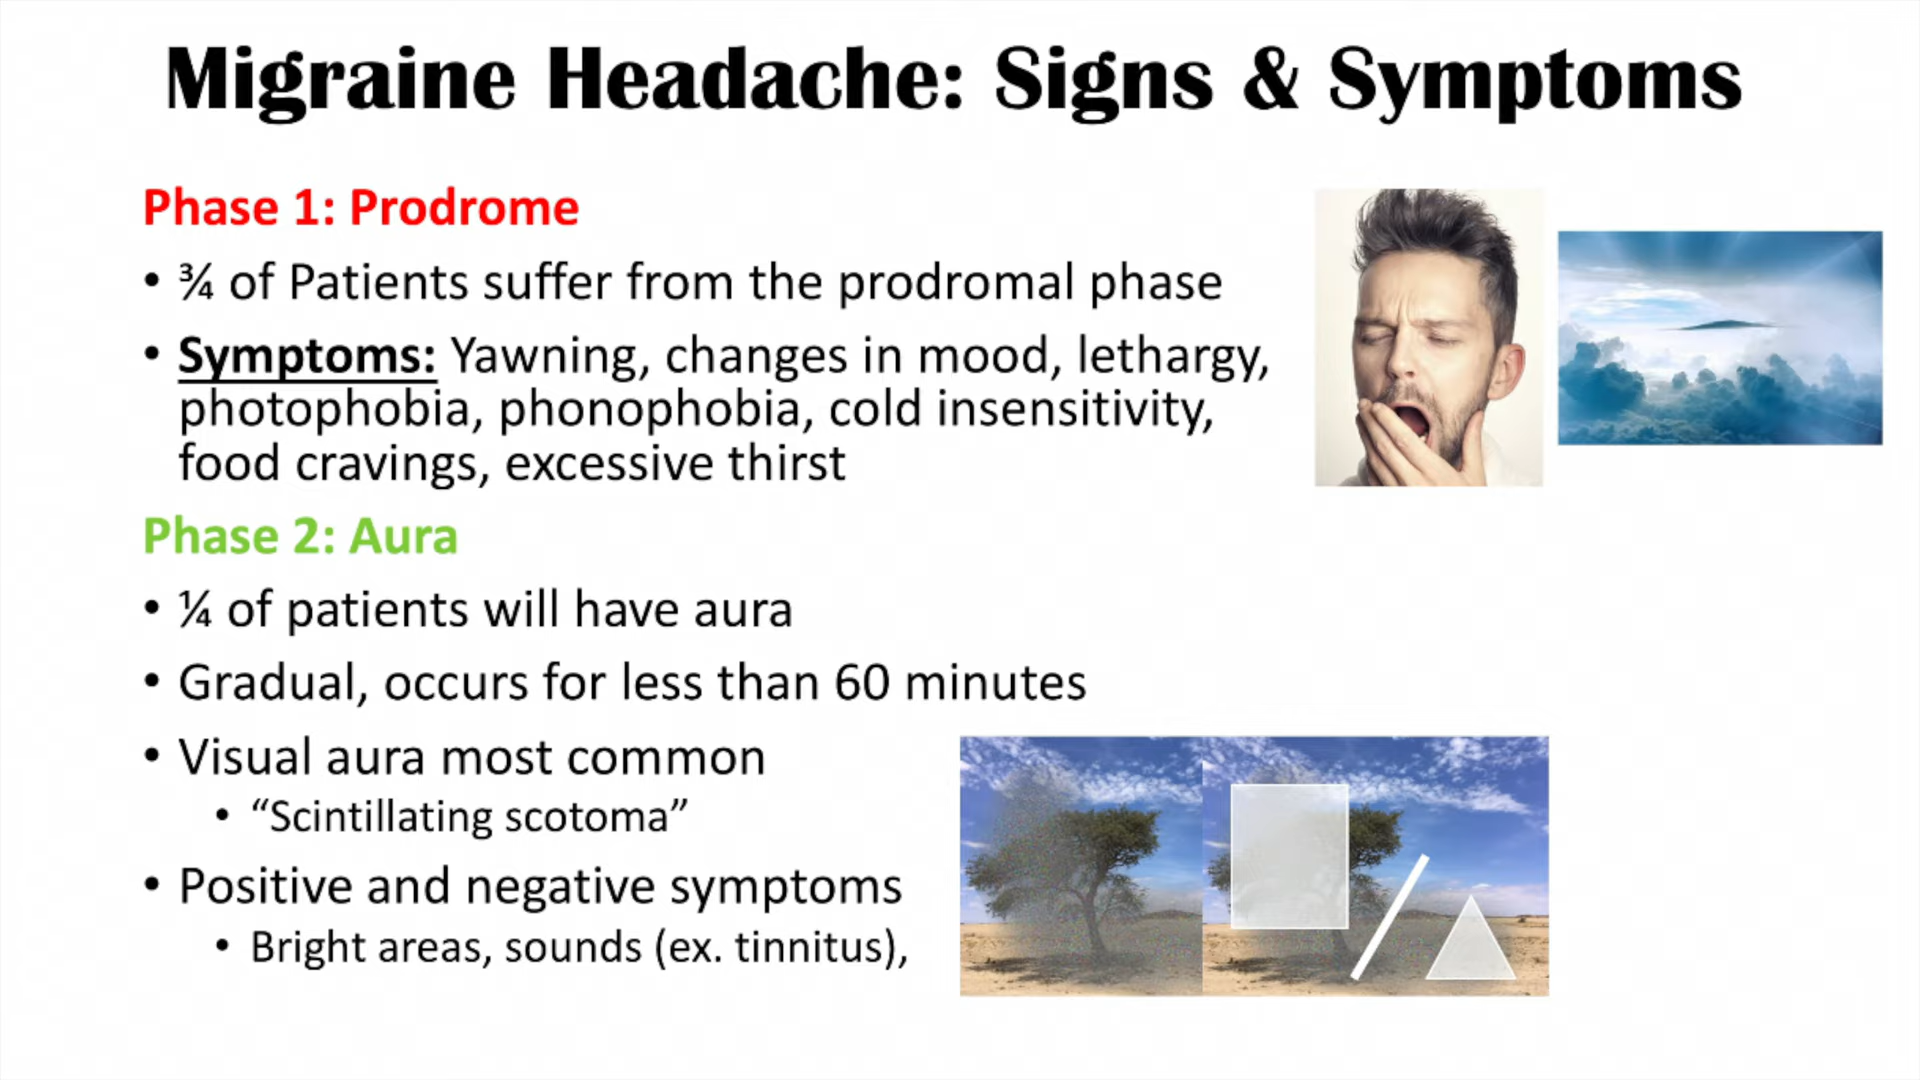 Migraine Headache: Signs & Symptoms
Phase 1: Prodrome
• ¾ of Patients suffer from the prodromal phase
• Symptoms: Yawning, changes in mood, lethargy,
photophobia, phonophobia, cold insensitivity,
food cravings, excessive thirst
Phase 2: Aura
• ¼ of patients will have aura
• Gradual, occurs for less than 60 minutes
• Visual aura most common
• “Scintillating scotoma”
• Positive and negative symptoms
• Bright areas, sounds (ex. tinnitus),